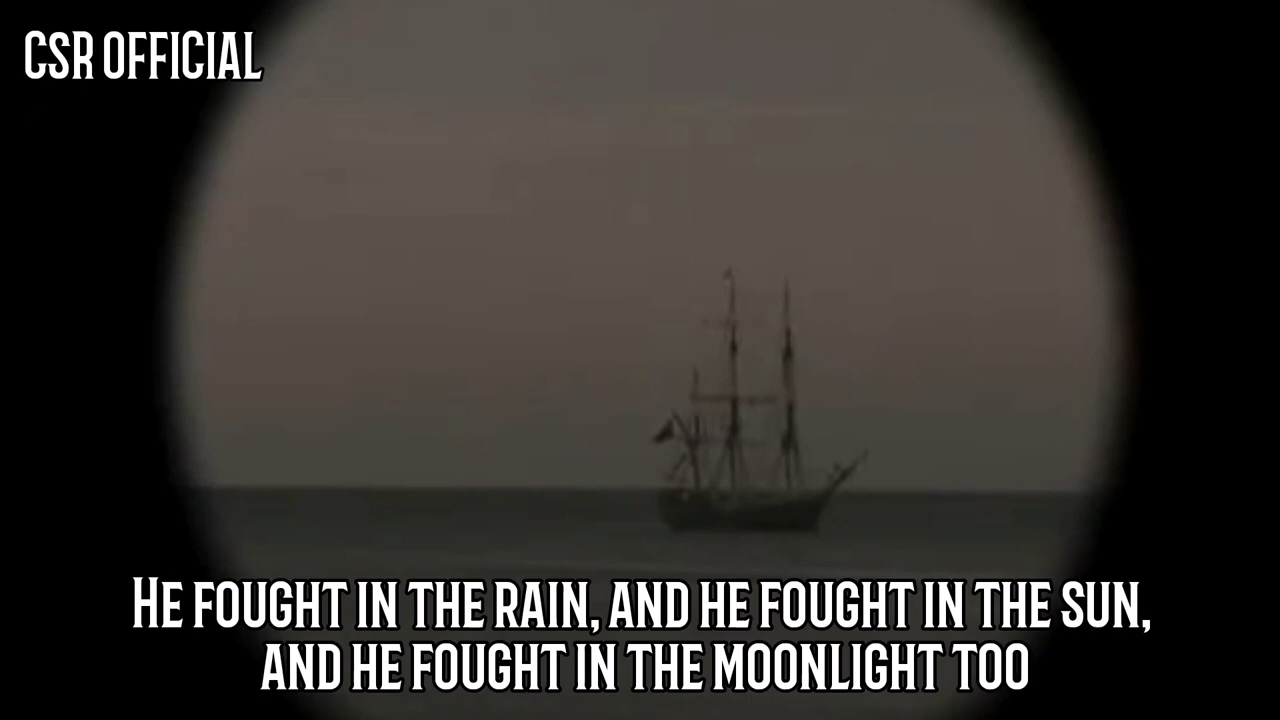 CSR OFFICIAL
HE FOUGHT IN THE RAIN, AND HE FOUGHT IN THE SUN,
AND HE FOUGHT IN THE MOONLIGHT TOO